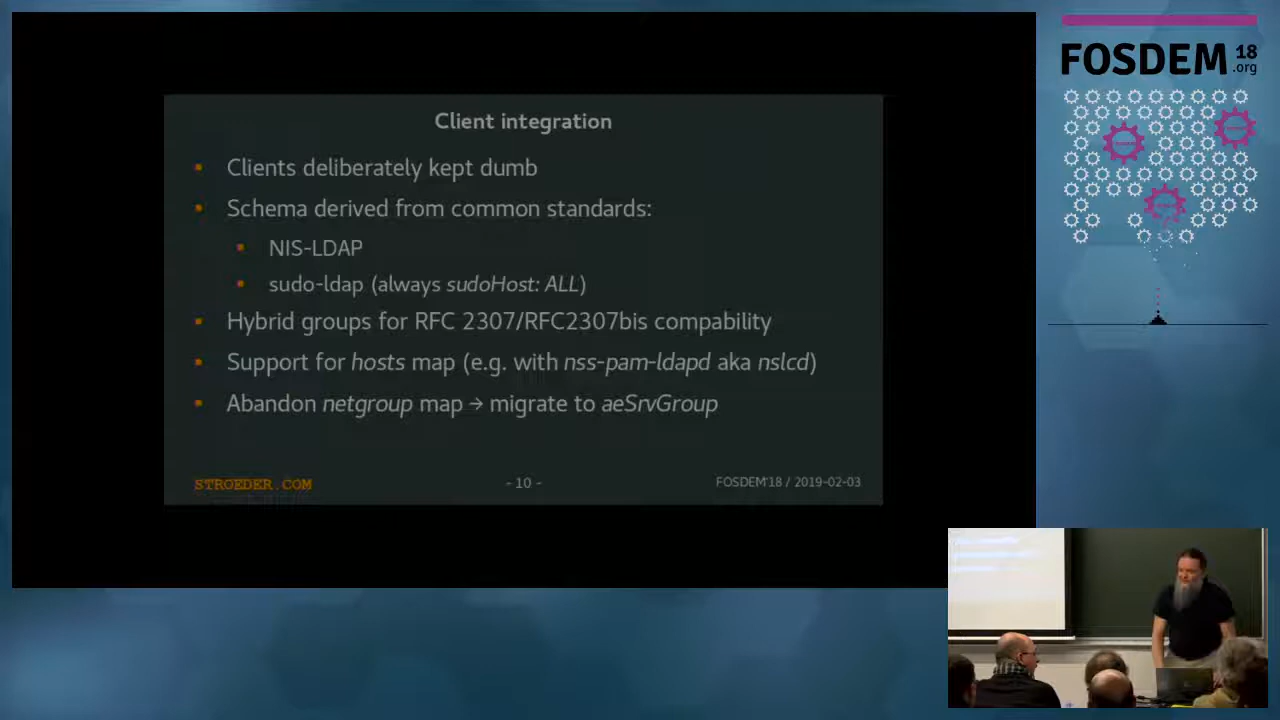 Client integration
Clients deliberately kept dumb
Schema derived from common standards:
NIS-LDAP
sudo-ldap (always sudoHost: ALL)
Hybrid groups for RFC 2307/RFC2307bis compability
Support for hosts map (e.g. with nss-pam-ldapd aka nslcd)
Abandon netgroup map → migrate to aeSrvGroup
STROEDER.COM
- 10 -
FOSDEM'18 / 2019-02-03
FOSDEM 18
.org